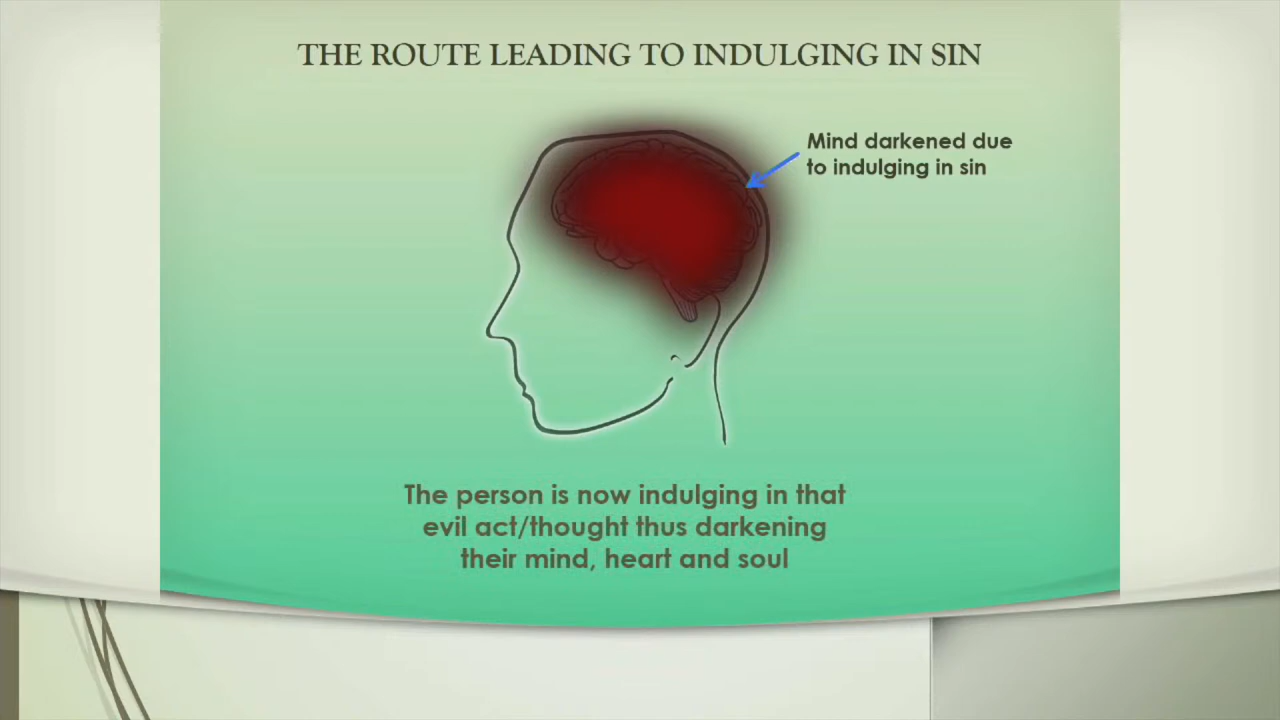 THE ROUTE LEADING TO INDULGING IN SIN
Mind darkened due
to indulging in sin
The person is now indulging in that
evil act/thought thus darkening
their mind, heart and soul